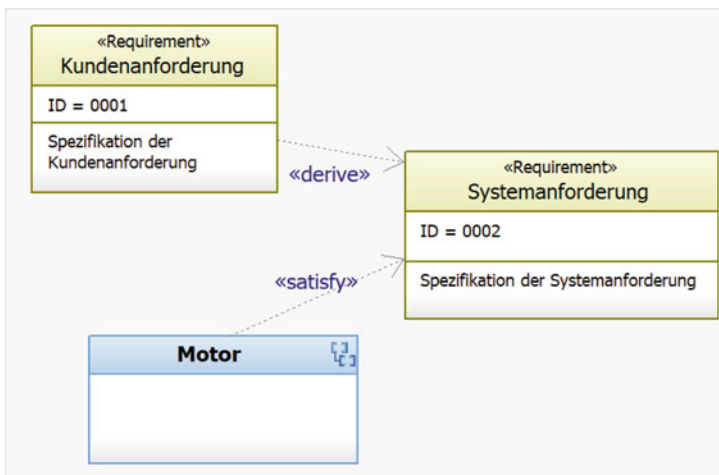 «Requirement»
Kundenanforderung
ID = 0001
Spezifikation der
Kundenanforderung
«derive»
«Requirement»
Systemanforderung
ID = 0002
Spezifikation der Systemanforderung
«satisfy»
Motor